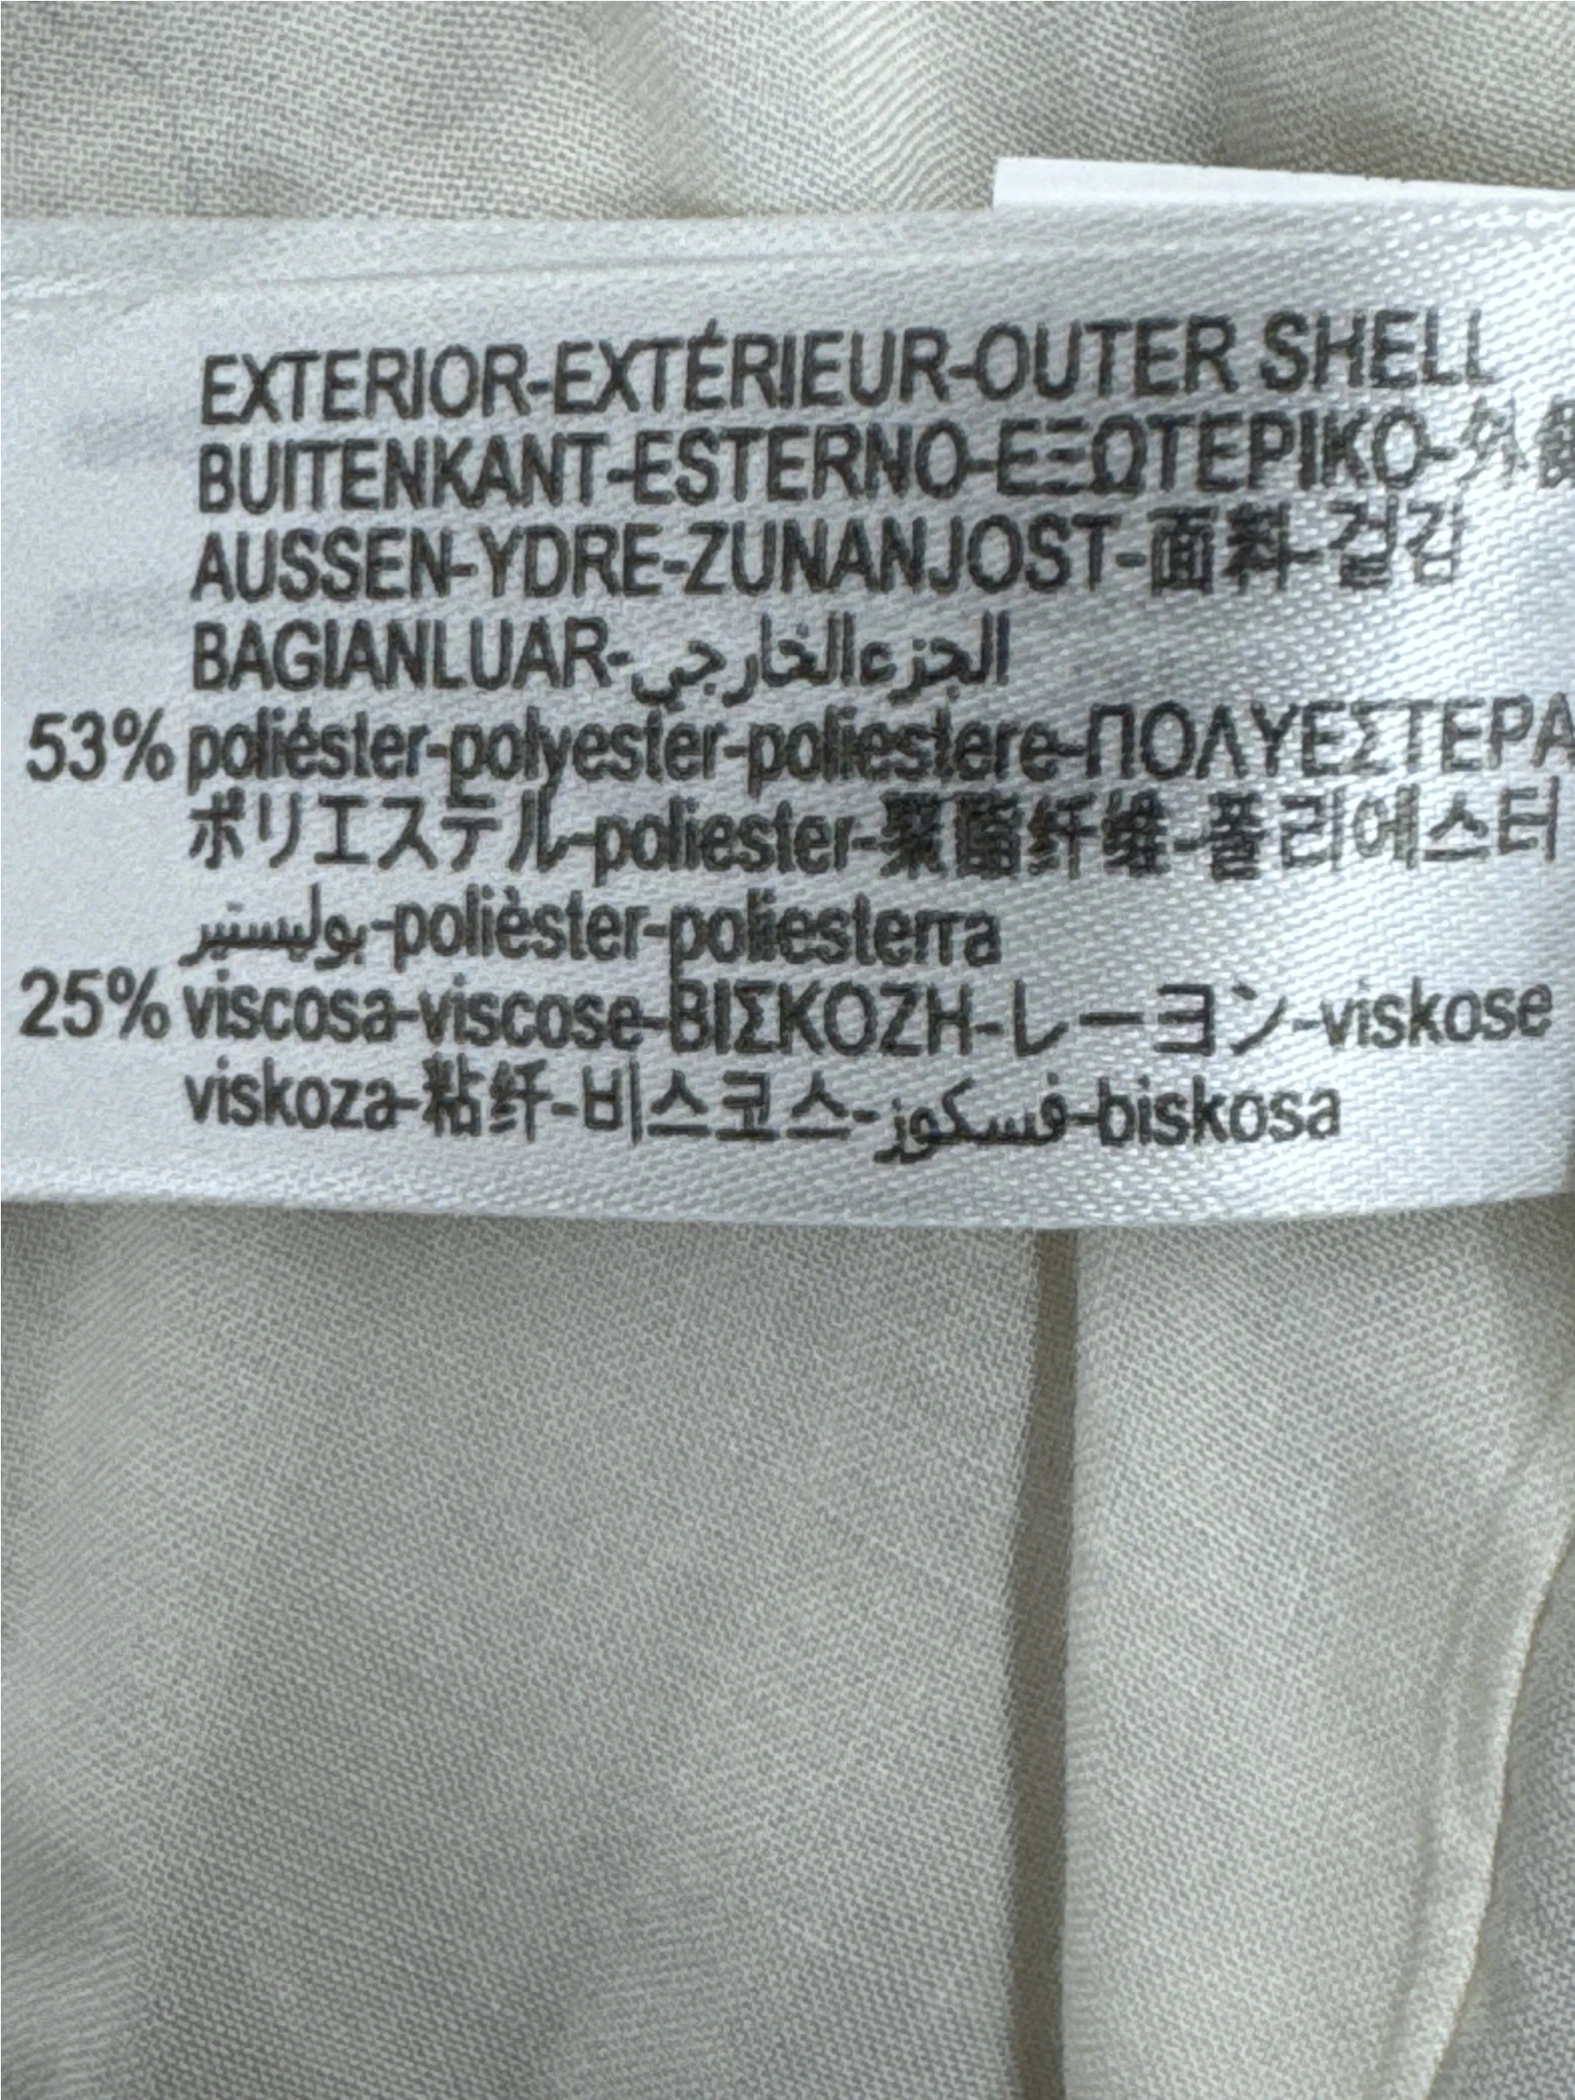 EXTERIOR-EXTÉRIEUR-OUTER SHELL
BUITENKANT-ESTERNO-ΕΞΩΤΕΡΙΚΟ-外
AUSSEN-YDRE-ZUNANJOST-面料-겉감
BAGIANLUAR-الجزء الخارجي
53% poliéster-polyester-poliestere-ΠΟΛΥΕΣΤΕΡΑ
ポリエステル-poliester-聚酯纤维-폴리에스터
بوليستير-polièster-poliesterra
25% viscosa-viscose-ΒΙΣΚΟΖΗ-レーヨン-viskose
viskoza-粘纤-비스코스-فسكوز-biskosa